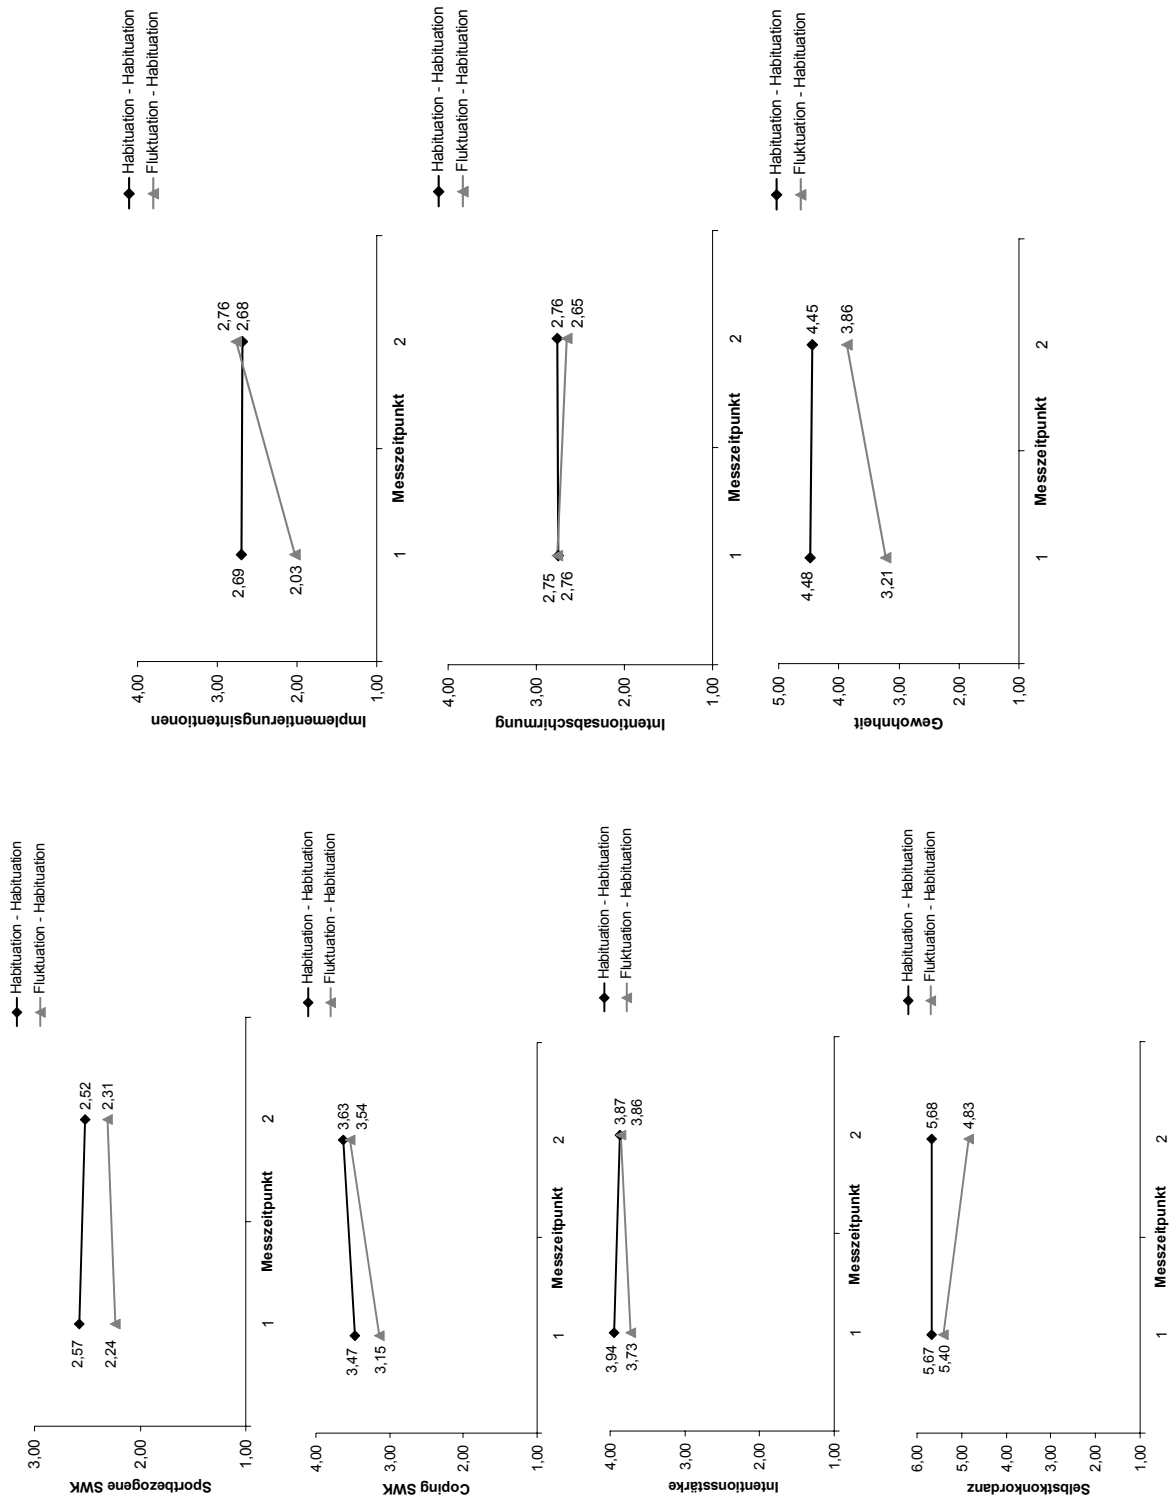 Habituation - Habituation
Fluktuation - Habituation
Sportbezogene SWK
3,00
2,00
1,00
2,57
2,24
2,52
2,31
1
2
Messzeitpunkt
Habituation - Habituation
Fluktuation - Habituation
Coping SWK
4,00
3,00
2,00
1,00
3,47
3,15
3,63
3,54
1
2
Messzeitpunkt
Habituation - Habituation
Fluktuation - Habituation
Intentionsstärke
4,00
3,00
2,00
1,00
3,94
3,73
3,87
3,86
1
2
Messzeitpunkt
Habituation - Habituation
Fluktuation - Habituation
Selbstkonkordanz
6,00
5,00
4,00
3,00
2,00
1,00
5,67
5,40
5,68
4,83
1
2
Messzeitpunkt
Habituation - Habituation
Fluktuation - Habituation
Implementierungsintentionen
4,00
3,00
2,00
1,00
2,69
2,03
2,76
2,68
1
2
Messzeitpunkt
Habituation - Habituation
Fluktuation - Habituation
Intentionsabschirmung
4,00
3,00
2,00
1,00
2,75
2,76
2,76
2,65
1
2
Messzeitpunkt
Habituation - Habituation
Fluktuation - Habituation
Gewohnheit
5,00
4,00
3,00
2,00
1,00
4,48
3,21
4,45
3,86
1
2
Messzeitpunkt